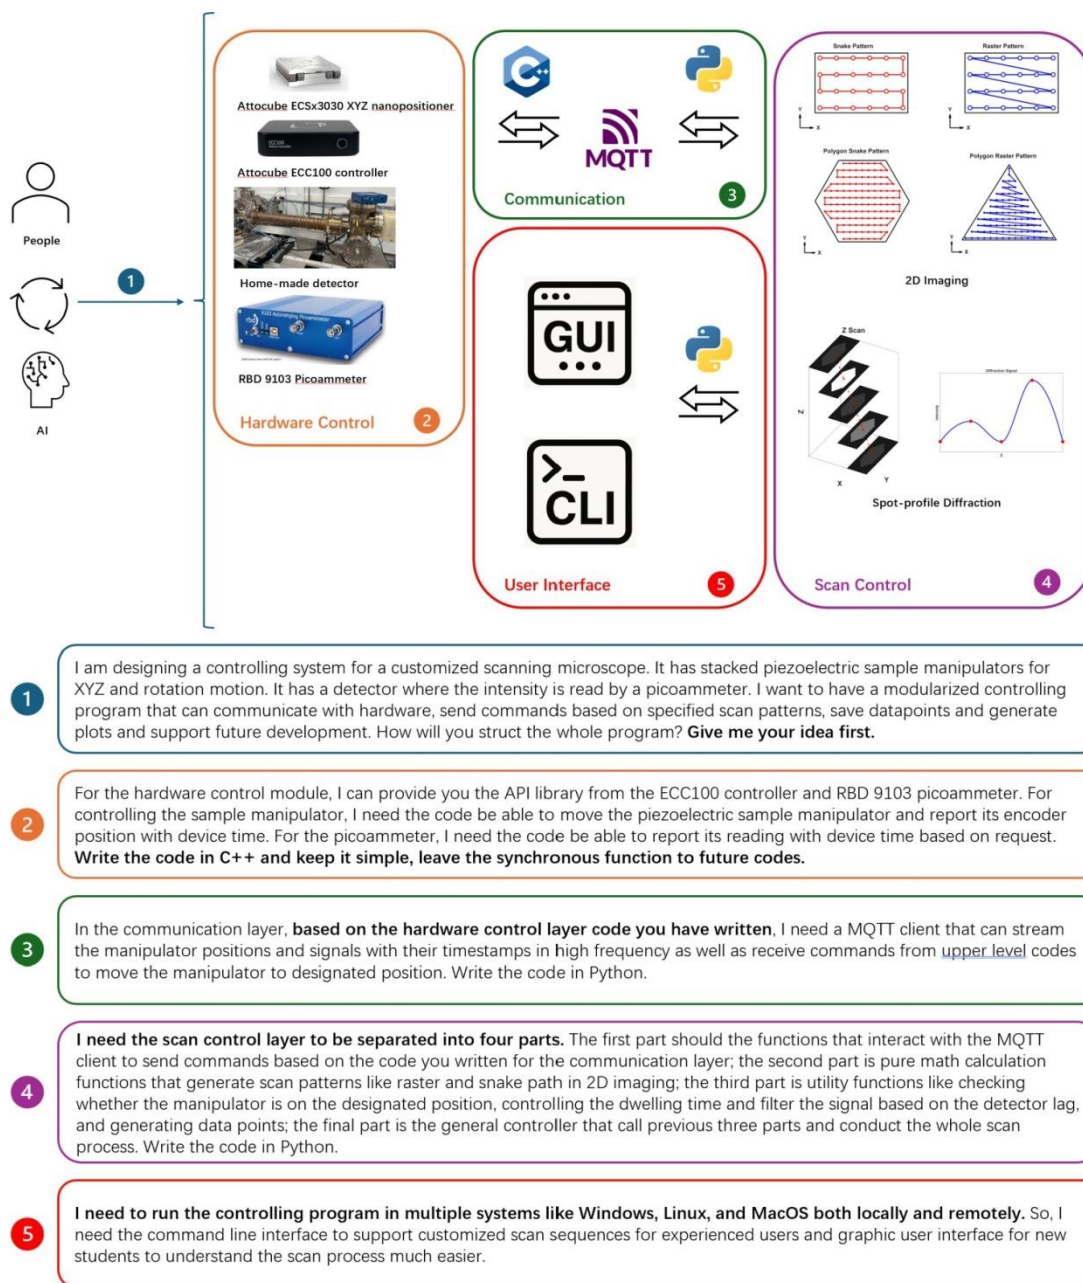 People
AI
1
Attocube ECSx3030 XYZ nanopositioner
Attocube ECC100 controller
Home-made detector
RBD 9103 Picoammeter
Hardware Control
2
C++
MQTT
Communication
3
GUI
>_
CLI
User Interface
5
Snake Pattern
Raster Pattern
Y
X
Y
X
Polygon Snake Pattern
Polygon Raster Pattern
Y
X
Y
X
2D Imaging
Z Scan
Z
X
Y
Diffraction Signal
Spot-profile Diffraction
Scan Control
4
1
I am designing a controlling system for a customized scanning microscope. It has stacked piezoelectric sample manipulators for
XYZ and rotation motion. It has a detector where the intensity is read by a picoammeter. I want to have a modularized controlling
program that can communicate with hardware, send commands based on specified scan patterns, save datapoints and generate
plots and support future development. How will you struct the whole program? Give me your idea first.
2
For the hardware control module, I can provide you the API library from the ECC100 controller and RBD 9103 picoammeter. For
controlling the sample manipulator, I need the code be able to move the piezoelectric sample manipulator and report its encoder
position with device time. For the picoammeter, I need the code be able to report its reading with device time based on request.
Write the code in C++ and keep it simple, leave the synchronous function to future codes.
3
In the communication layer, based on the hardware control layer code you have written, I need a MQTT client that can stream
the manipulator positions and signals with their timestamps in high frequency as well as receive commands from upper level codes
to move the manipulator to designated position. Write the code in Python.
4
I need the scan control layer to be separated into four parts. The first part should the functions that interact with the MQTT
client to send commands based on the code you written for the communication layer; the second part is pure math calculation
functions that generate scan patterns like raster and snake path in 2D imaging; the third part is utility functions like checking
whether the manipulator is on the designated position, controlling the dwelling time and filter the signal based on the detector lag,
and generating data points; the final part is the general controller that call previous three parts and conduct the whole scan
process. Write the code in Python.
5
I need to run the controlling program in multiple systems like Windows, Linux, and MacOS both locally and remotely. So, I
need the command line interface to support customized scan sequences for experienced users and graphic user interface for new
students to understand the scan process much easier.